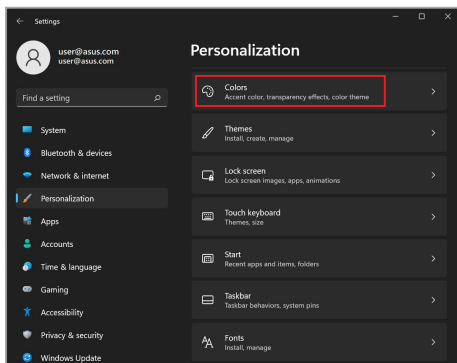 Settings
user@asus.com
user@asus.com
Find a setting
System
Bluetooth & devices
Network & internet
Personalization
Apps
Accounts
Time & language
Gaming
Accessibility
Privacy & security
Windows Update
Personalization
Colors
Accent color, transparency effects, color theme
Themes
Install, create, manage
Lock screen
Lock screen images, apps, animations
Touch keyboard
Themes, size
Start
Recent apps and items, folders
Taskbar
Taskbar behaviors, system pins
Fonts
Install, manage